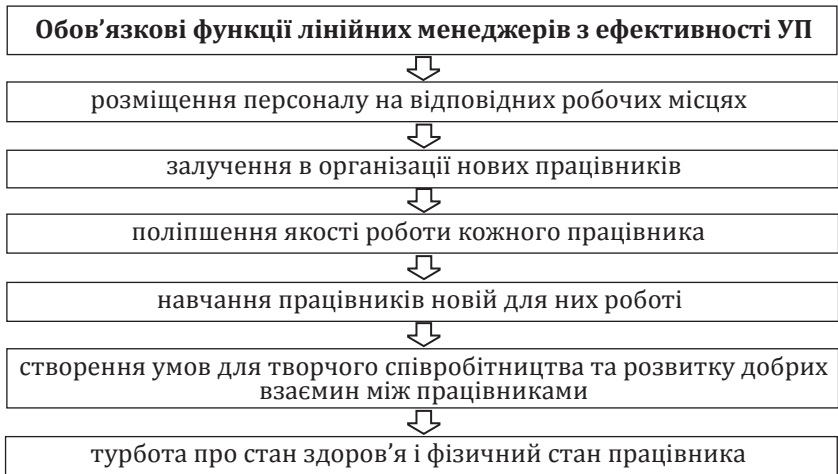 Обов’язкові функції лінійних менеджерів з ефективності УП
розміщення персоналу на відповідних робочих місцях
залучення в організації нових працівників
поліпшення якості роботи кожного працівника
навчання працівників новій для них роботі
створення умов для творчого співробітництва та розвитку добрих
взаємин між працівниками
турбота про стан здоров’я і фізичний стан працівника